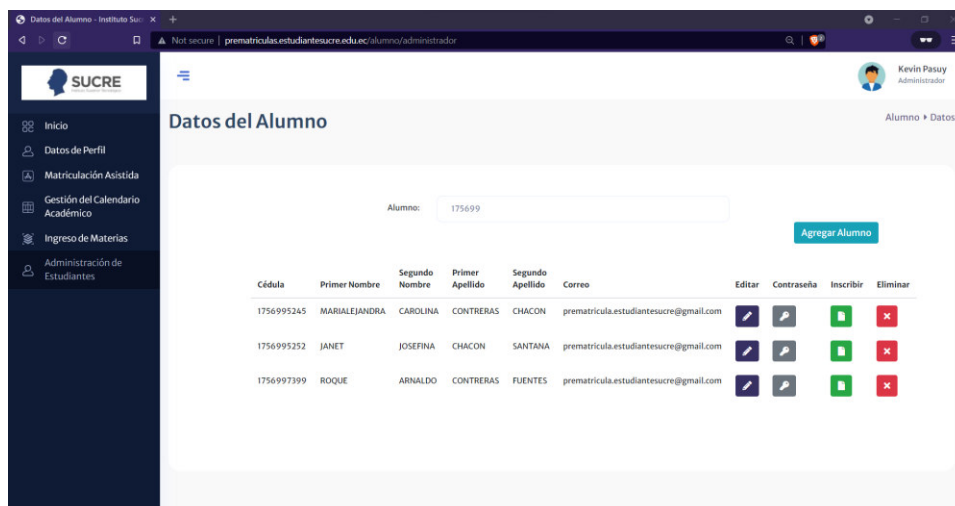 Datos del Alumno - Instituto Suc
Not secure | prematriculas.estudiantesucre.edu.ec/alumno/administrador
SUCRE
Kevin Pasuy
Administrador
Inicio
Datos de Perfil
Matriculación Asistida
Gestión del Calendario
Académico
Ingreso de Materias
Administración de
Estudiantes
Datos del Alumno
Alumno ▸ Datos
Alumno: 175699
Agregar Alumno
Cédula Primer Nombre Segundo Nombre Primer Apellido Segundo Apellido Correo Editar Contraseña Inscribir Eliminar
1756995245 MARIALEJANDRA CAROLINA CONTRERAS CHACON prematricula.estudiantesucre@gmail.com
1756995252 JANET JOSEFINA CHACON SANTANA prematricula.estudiantesucre@gmail.com
1756997399 ROQUE ARNALDO CONTRERAS FUENTES prematricula.estudiantesucre@gmail.com